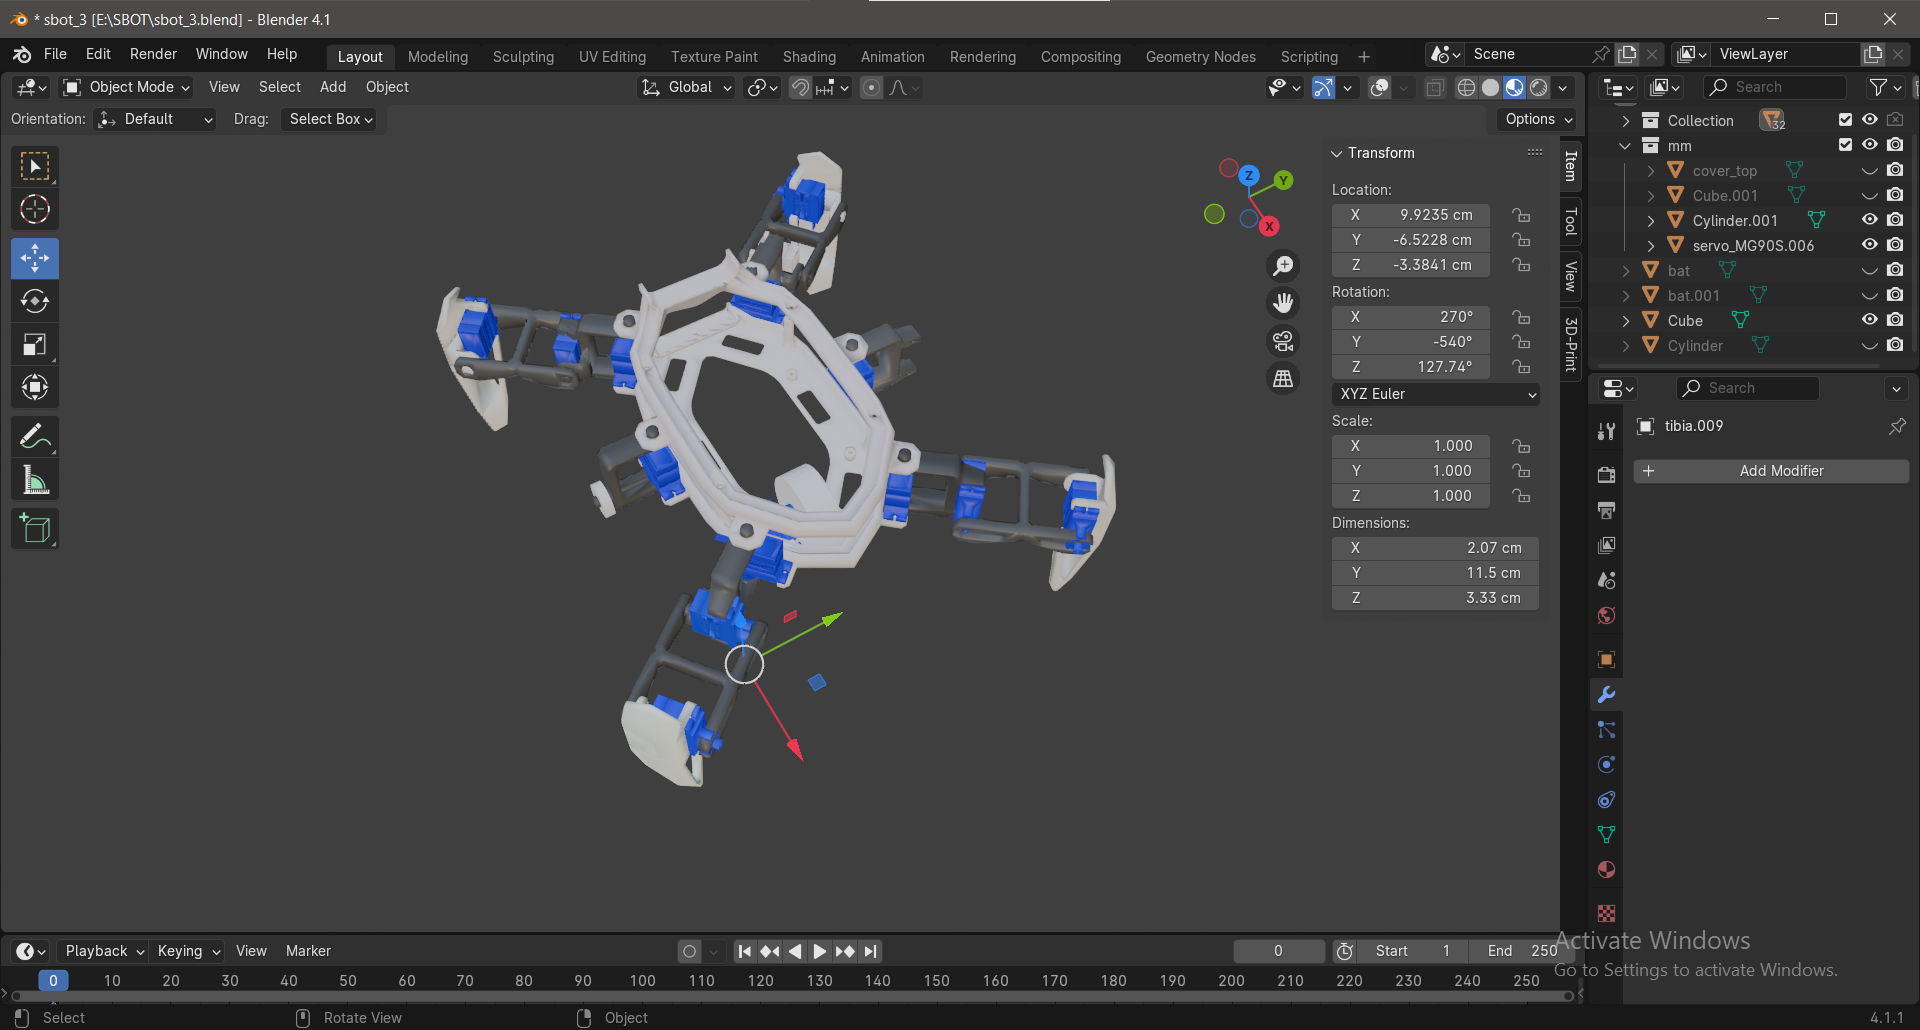 * sbot_3 [E:\SBOT\sbot_3.blend] - Blender 4.1
File Edit Render Window Help Layout Modeling Sculpting UV Editing Texture Paint Shading Animation Rendering Compositing Geometry Nodes Scripting + Scene ViewLayer
Object Mode View Select Add Object Global Search
Orientation: Default Drag: Select Box Options
Collection 32
mm
cover_top
Cube.001
Cylinder.001
servo_MG90S.006
bat
bat.001
Cube
Cylinder
Transform
Location:
X 9.9235 cm
Y -6.5228 cm
Z -3.3841 cm
Rotation:
X 270°
Y -540°
Z 127.74°
XYZ Euler
Scale:
X 1.000
Y 1.000
Z 1.000
Dimensions:
X 2.07 cm
Y 11.5 cm
Z 3.33 cm
Item
Tool
View
3D-Print
Z
Y
X
Search
tibia.009
+ Add Modifier
Activate Windows
Go to Settings to activate Windows.
Playback Keying View Marker 0 Start 1 End 250
0 10 20 30 40 50 60 70 80 90 100 110 120 130 140 150 160 170 180 190 200 210 220 230 240 250
Select Rotate View Object 4.1.1